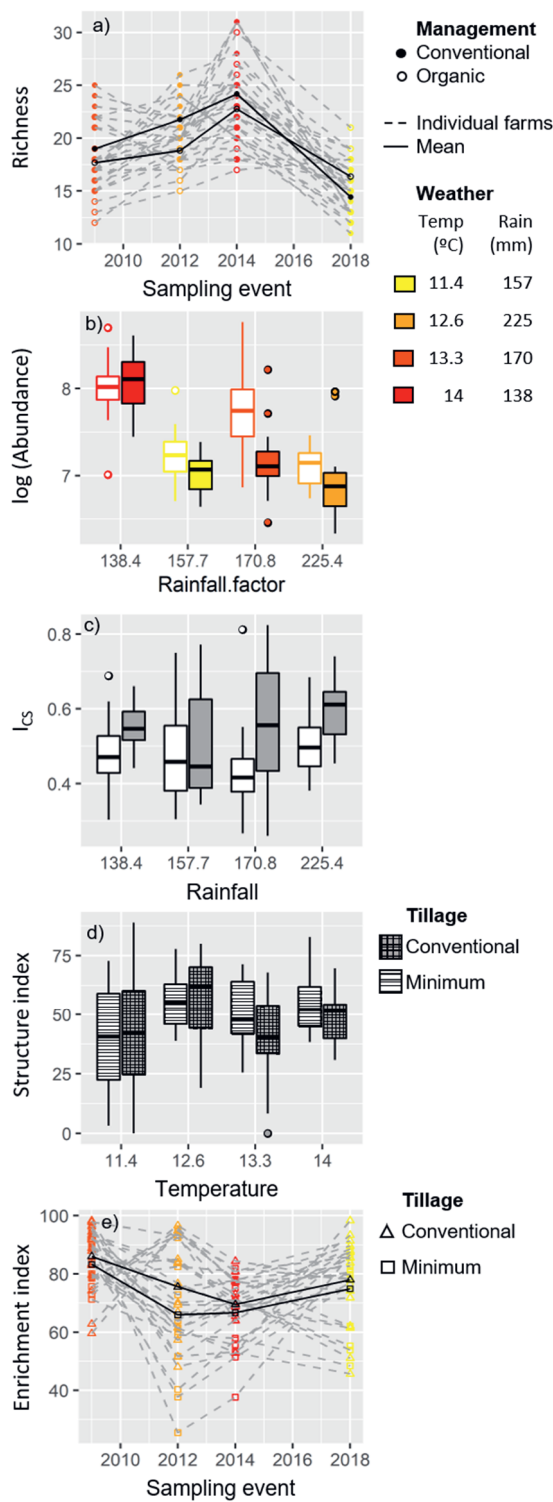 a)
Richness
30
25
20
15
10
2010 2012 2014 2016 2018
Sampling event
Management
Conventional
Organic
Individual farms
Mean
Weather
Temp Rain
(ºC) (mm)
11.4 157
12.6 225
13.3 170
14 138
b)
log (Abundance)
8
7
138.4 157.7 170.8 225.4
Rainfall.factor
c)
ICS
0.8
0.6
0.4
138.4 157.7 170.8 225.4
Rainfall
d)
Structure index
75
50
25
0
11.4 12.6 13.3 14
Temperature
Tillage
Conventional
Minimum
e)
Enrichment index
100
80
60
40
2010 2012 2014 2016 2018
Sampling event
Tillage
Conventional
Minimum